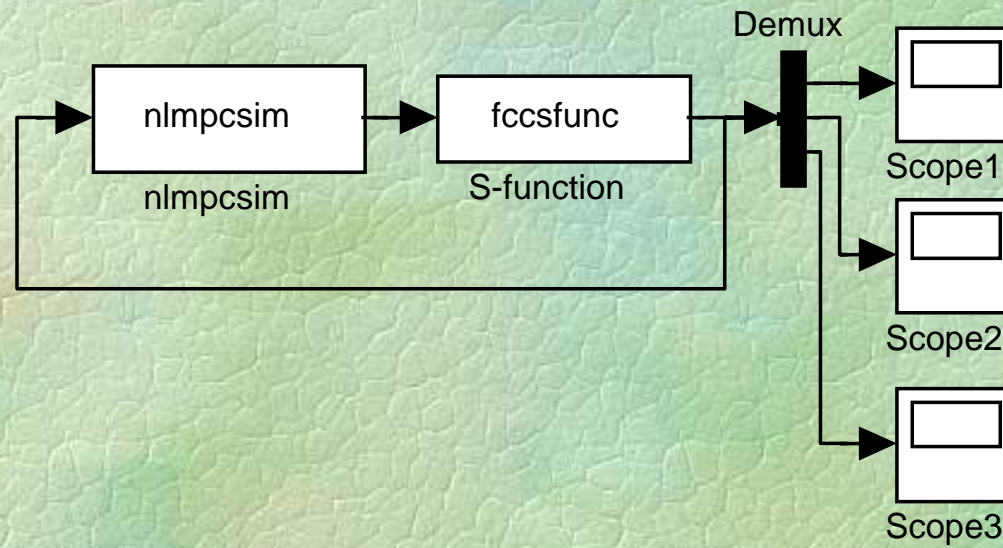 Demux
nlmpcsim
fccsfunc
Scope1
nlmpcsim
S-function
Scope2
Scope3